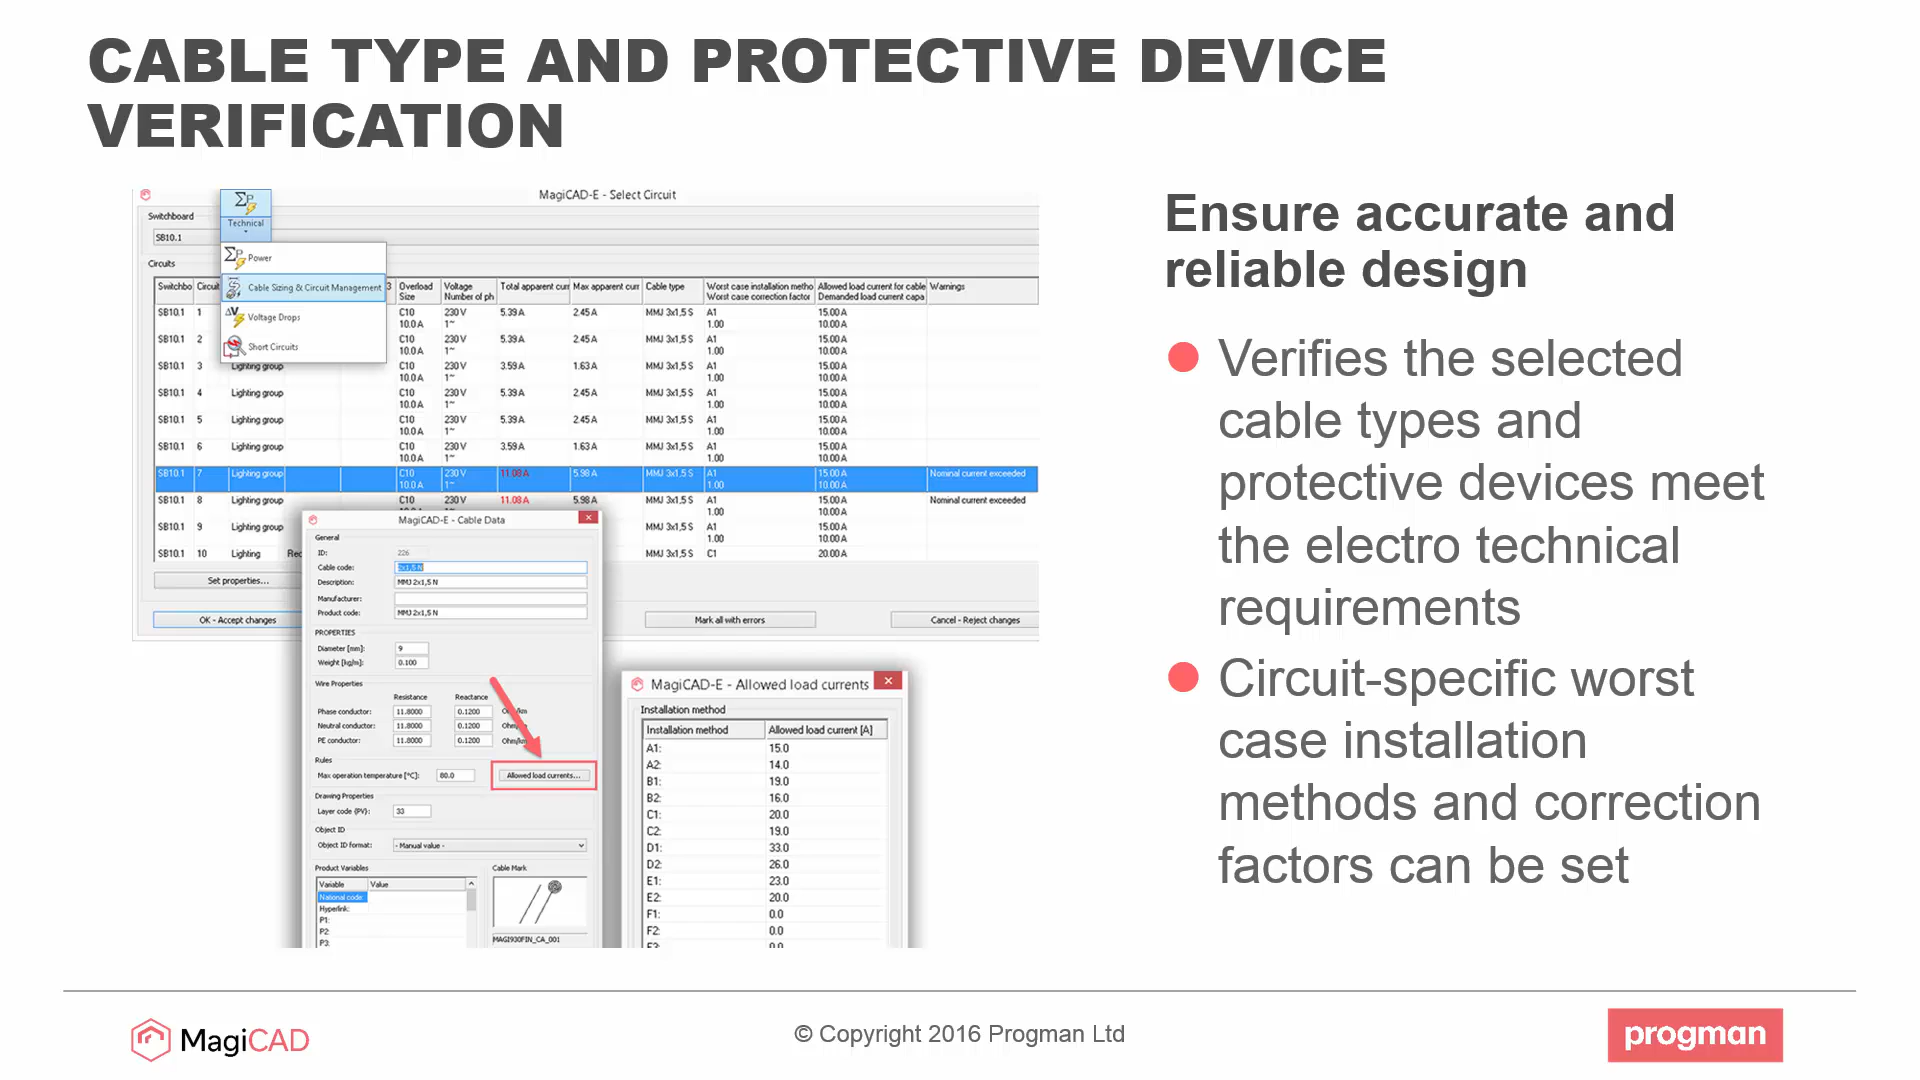 CABLE TYPE AND PROTECTIVE DEVICE
VERIFICATION
MagiCAD-E - Select Circuit
Switchboard
SB10.1
Technical
Power
Cable Sizing & Circuit Management
Voltage Drops
Short Circuits
Circuits
Switchbo Circuit 3 Overload Voltage Total apparent curr Max apparent curr Cable type Worst case installation metho Allowed load current for cable Warnings
Size Number of ph Worst case correction factor Demanded load current capa
SB10.1 1 C10 230 V 5.39 A 2.45 A MMJ 3x1,5 S A1 15.00 A
10.0 A 1~ 1.00 10.00 A
SB10.1 2 C10 230 V 5.39 A 2.45 A MMJ 3x1,5 S A1 15.00 A
10.0 A 1~ 1.00 10.00 A
SB10.1 3 Lighting group C10 230 V 3.59 A 1.63 A MMJ 3x1,5 S A1 15.00 A
10.0 A 1~ 1.00 10.00 A
SB10.1 4 Lighting group C10 230 V 5.39 A 2.45 A MMJ 3x1,5 S A1 15.00 A
10.0 A 1~ 1.00 10.00 A
SB10.1 5 Lighting group C10 230 V 5.39 A 2.45 A MMJ 3x1,5 S A1 15.00 A
10.0 A 1~ 1.00 10.00 A
SB10.1 6 Lighting group C10 230 V 3.59 A 1.63 A MMJ 3x1,5 S A1 15.00 A
10.0 A 1~ 1.00 10.00 A
SB10.1 7 Lighting group C10 230 V 11.08 A 5.98 A MMJ 3x1,5 S A1 15.00 A Nominal current exceeded
10.0 A 1~ 1.00 10.00 A
SB10.1 8 Lighting group C10 230 V 11.08 A 5.98 A MMJ 3x1,5 S A1 15.00 A Nominal current exceeded
1.00 10.00 A
SB10.1 9 Lighting group MMJ 3x1,5 S A1 15.00 A
1.00 10.00 A
SB10.1 10 Lighting Rec MMJ 3x1,5 S C1 20.00 A
Set properties...
OK - Accept changes
Mark all with errors
Cancel - Reject changes
MagiCAD-E - Cable Data
General
ID: 226
Cable code: 2x1,5 N
Description: MMJ 2x1,5 N
Manufacturer:
Product code: MMJ 2x1,5 N
PROPERTIES
Diameter [mm]: 9
Weight [kg/m]: 0.100
Wire Properties
Resistance Reactance
Phase conductor: 11.8000 0.1200 Ohm/km
Neutral conductor: 11.8000 0.1200 Ohm/km
PE conductor: 11.8000 0.1200 Ohm/km
Rules
Max operation temperature [°C]: 80.0 Allowed load currents...
Drawing Properties
Layer code (PV): 33
Object ID
Object ID format: - Manual value -
Product Variables
Variable Value
National code:
Hyperlink:
P1:
P2:
P3:
Cable Mark
MAGI930FIN_CA_001
MagiCAD-E - Allowed load currents
Installation method
Installation method Allowed load current [A]
A1: 15.0
A2: 14.0
B1: 19.0
B2: 16.0
C1: 20.0
C2: 19.0
D1: 33.0
D2: 26.0
E1: 23.0
E2: 20.0
F1: 0.0
F2: 0.0
F3: 0.0
Ensure accurate and
reliable design
Verifies the selected
cable types and
protective devices meet
the electro technical
requirements
Circuit-specific worst
case installation
methods and correction
factors can be set
MagiCAD
© Copyright 2016 Progman Ltd
progman